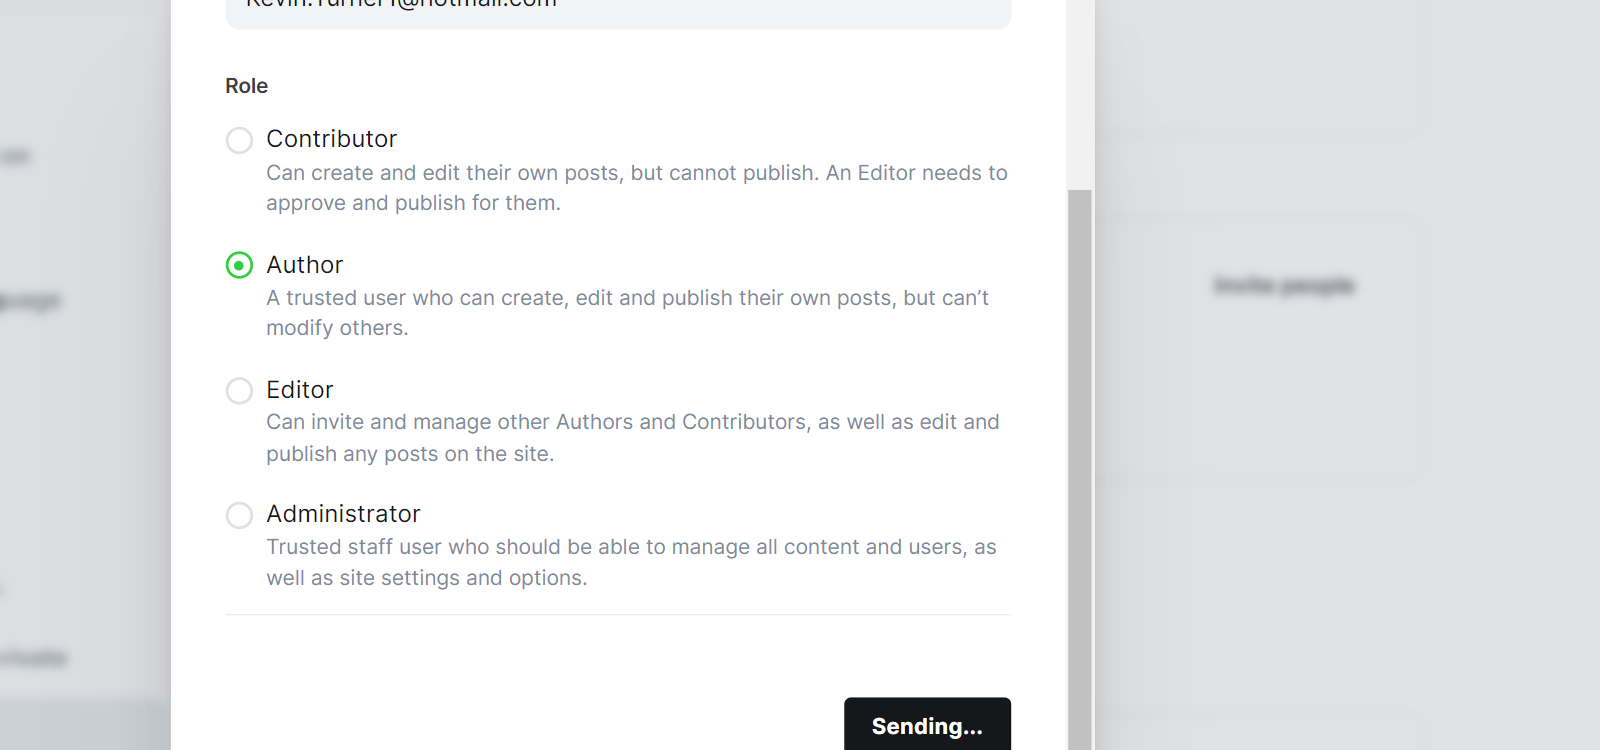 Role
Contributor
Can create and edit their own posts, but cannot publish. An Editor needs to
approve and publish for them.
Author
A trusted user who can create, edit and publish their own posts, but can’t
modify others.
Editor
Can invite and manage other Authors and Contributors, as well as edit and
publish any posts on the site.
Administrator
Trusted staff user who should be able to manage all content and users, as
well as site settings and options.
Sending...
Invite people